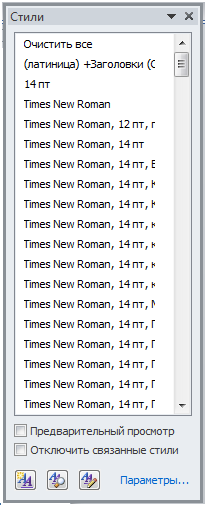 Стили
Очистить все
(латиница) +Заголовки (С
14 пт
Times New Roman
Times New Roman, 12 пт, г
Times New Roman, 14 пт
Times New Roman, 14 пт, Е
Times New Roman, 14 пт, К
Times New Roman, 14 пт, К
Times New Roman, 14 пт, к
Times New Roman, 14 пт, к
Times New Roman, 14 пт, к
Times New Roman, 14 пт, М
Times New Roman, 14 пт, П
Times New Roman, 14 пт, П
Times New Roman, 14 пт, П
Times New Roman, 14 пт, П
Times New Roman, 14 пт, П
Предварительный просмотр
Отключить связанные стили
Параметры...